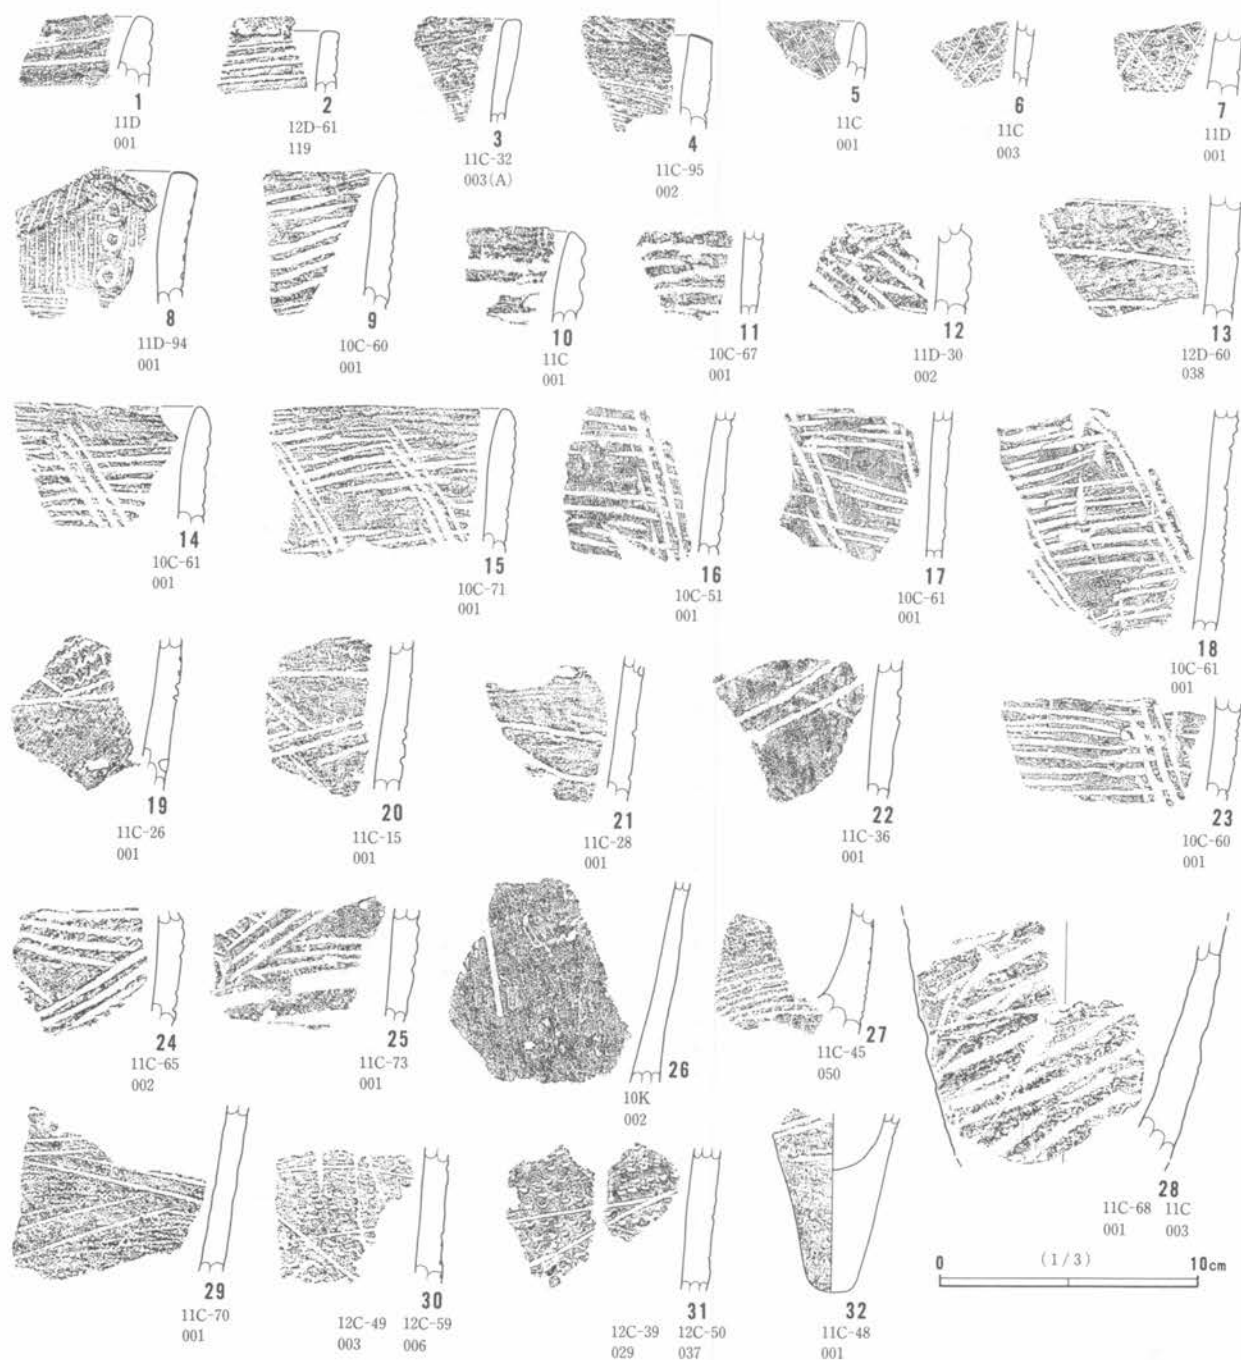 1
11D
001
2
12D-61
119
3
11C-32
003(A)
4
11C-95
002
5
11C
001
6
11C
003
7
11D
001
8
11D-94
001
9
10C-60
001
10
11C
001
11
10C-67
001
12
11D-30
002
13
12D-60
038
14
10C-61
001
15
10C-71
001
16
10C-51
001
17
10C-61
001
18
10C-61
001
19
11C-26
001
20
11C-15
001
21
11C-28
001
22
11C-36
001
23
10C-60
001
24
11C-65
002
25
11C-73
001
26
10K
002
27
11C-45
050
28
11C-68 11C
001 003
29
11C-70
001
30
12C-49 12C-59
003 006
31
12C-39 12C-50
029 037
32
11C-48
001
0 (1/3) 10cm